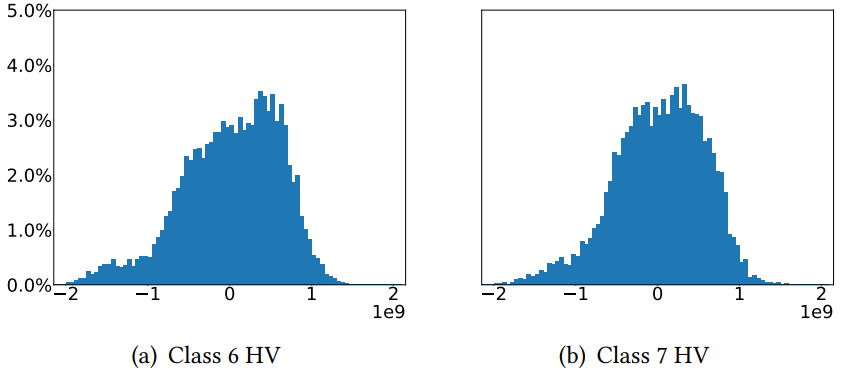 5.0%
4.0%
3.0%
2.0%
1.0%
0.0%
−2 −1 0 1 2
1e9
−2 −1 0 1 2
1e9
(a) Class 6 HV
(b) Class 7 HV